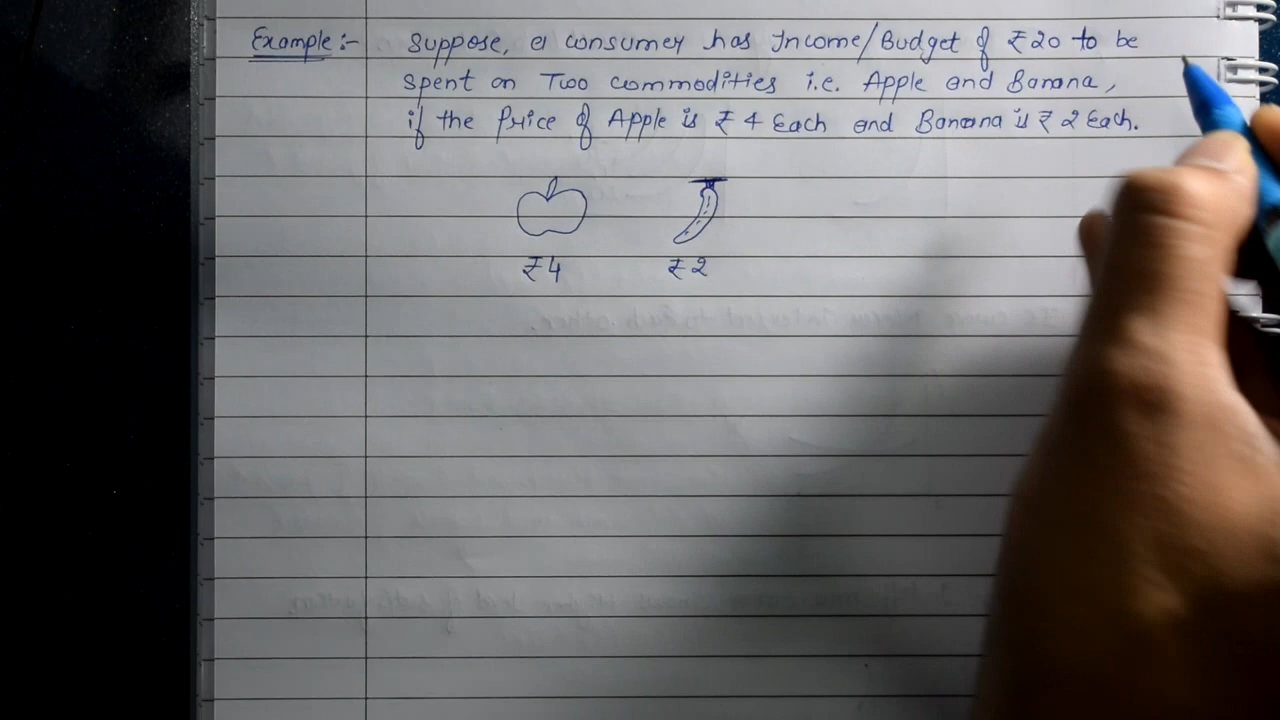 Example :- Suppose, a consumer has Income/Budget of ₹20 to be
spent on Two commodities i.e. Apple and Banana,
if the Price of Apple is ₹4 Each and Banana is ₹2 Each.
₹4 ₹2